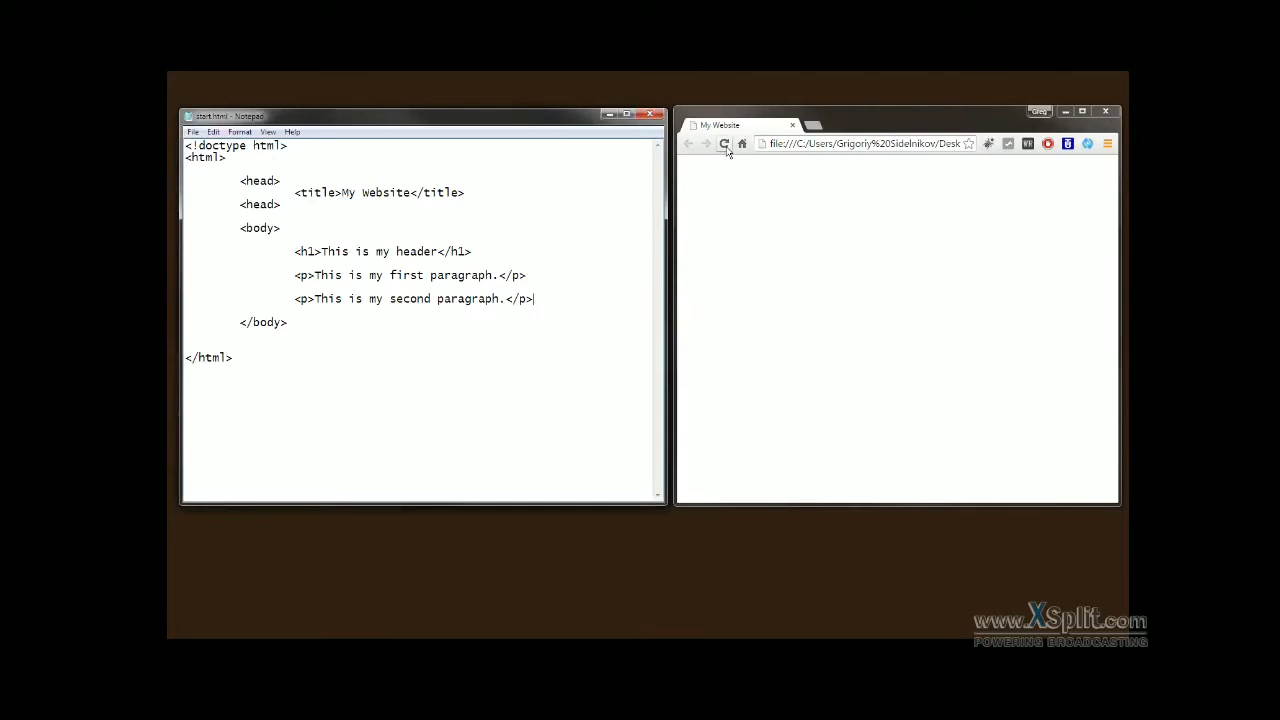 start.html - Notepad
File Edit Format View Help
<!doctype html>
<html>
<head>
<title>My Website</title>
<head>
<body>
<h1>This is my header</h1>
<p>This is my first paragraph.</p>
<p>This is my second paragraph.</p>
</body>
</html>
Greg
My Website
file:///C:/Users/Grigoriy%20Sidelnikov/Desk
WR
www.XSplit.com
POWERING BROADCASTING